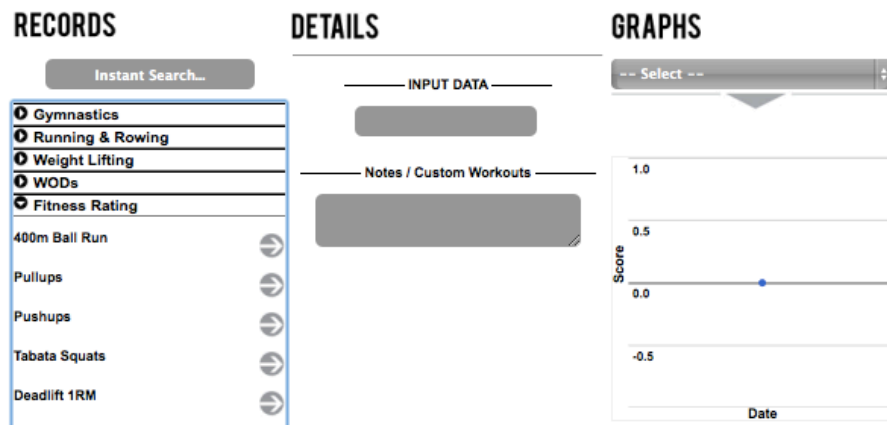 RECORDS
Instant Search...
Gymnastics
Running & Rowing
Weight Lifting
WODs
Fitness Rating
400m Ball Run
Pullups
Pushups
Tabata Squats
Deadlift 1RM
DETAILS
INPUT DATA
Notes / Custom Workouts
GRAPHS
-- Select --
1.0
0.5
Score
0.0
-0.5
Date